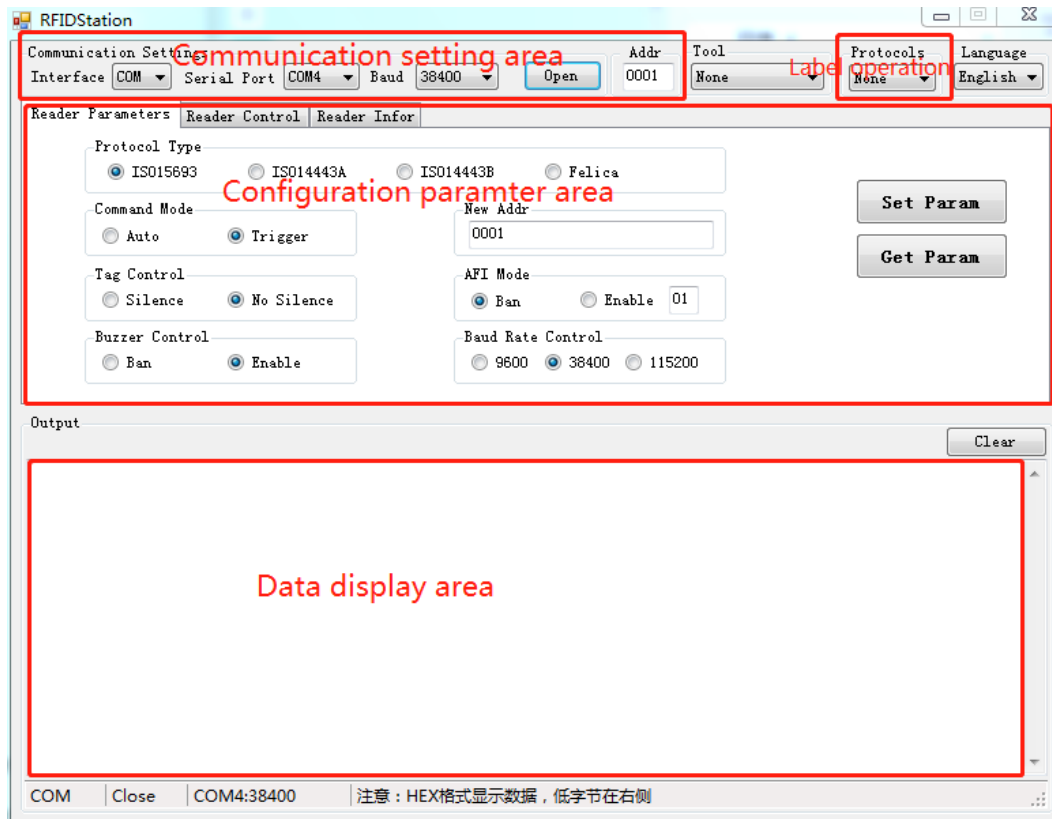 RFIDStation
Communication Settings Communication setting area Addr Tool Protocols Language
Interface COM Serial Port COM4 Baud 38400 Open 0001 None Label operation None English
Reader Parameters Reader Control Reader Infor
Protocol Type
ISO15693 ISO14443A ISO14443B Felica
Configuration paramter area
Command Mode New Addr
Auto Trigger 0001
Set Param
Get Param
Tag Control AFI Mode
Silence No Silence Ban Enable 01
Buzzer Control Baud Rate Control
Ban Enable 9600 38400 115200
Output
Clear
Data display area
COM Close COM4:38400 注意：HEX格式显示数据，低字节在右侧